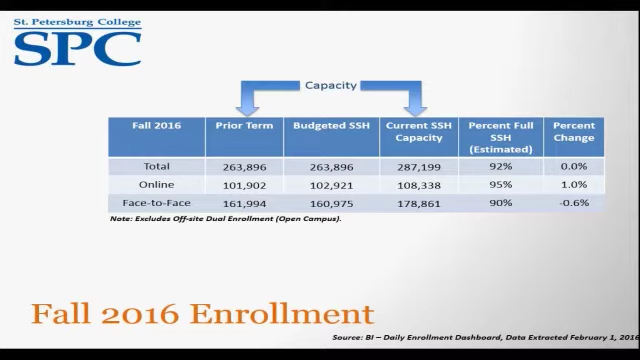 St. Petersburg College
SPC
Capacity
Fall 2016 Prior Term Budgeted SSH Current SSH Capacity Percent Full SSH (Estimated) Percent Change
Total 263,896 263,896 287,199 92% 0.0%
Online 101,902 102,921 108,338 95% 1.0%
Face-to-Face 161,994 160,975 178,861 90% -0.6%
Note: Excludes Off-site Dual Enrollment (Open Campus).
Fall 2016 Enrollment
Source: BI – Daily Enrollment Dashboard, Data Extracted February 1, 2016